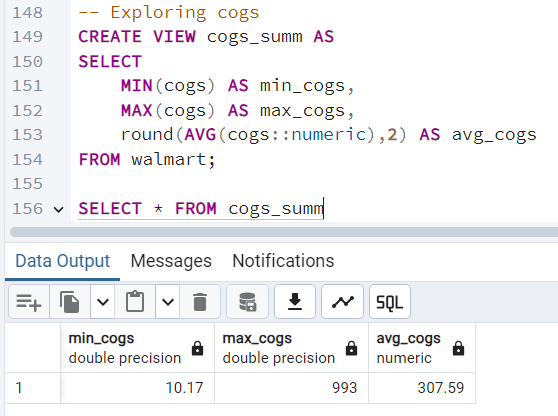 148 -- Exploring cogs
149 CREATE VIEW cogs_summ AS
150 SELECT
151 MIN(cogs) AS min_cogs,
152 MAX(cogs) AS max_cogs,
153 round(AVG(cogs::numeric),2) AS avg_cogs
154 FROM walmart;
155
156 SELECT * FROM cogs_summ
Data Output Messages Notifications
SQL
min_cogs max_cogs avg_cogs
double precision double precision numeric
1 10.17 993 307.59